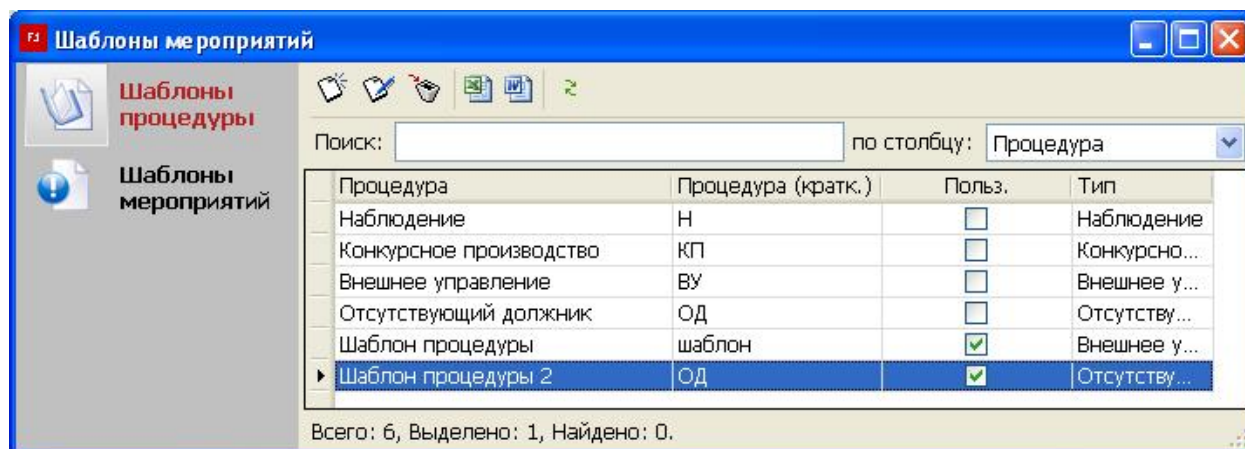 Шаблоны мероприятий
Шаблоны
процедуры
Шаблоны
мероприятий
Поиск: по столбцу: Процедура
Процедура Процедура (кратк.) Польз. Тип
Наблюдение Н Наблюдение
Конкурсное производство КП Конкурсно...
Внешнее управление ВУ Внешнее у...
Отсутствующий должник ОД Отсутству...
Шаблон процедуры шаблон Внешнее у...
Шаблон процедуры 2 ОД Отсутству...
Всего: 6, Выделено: 1, Найдено: 0.